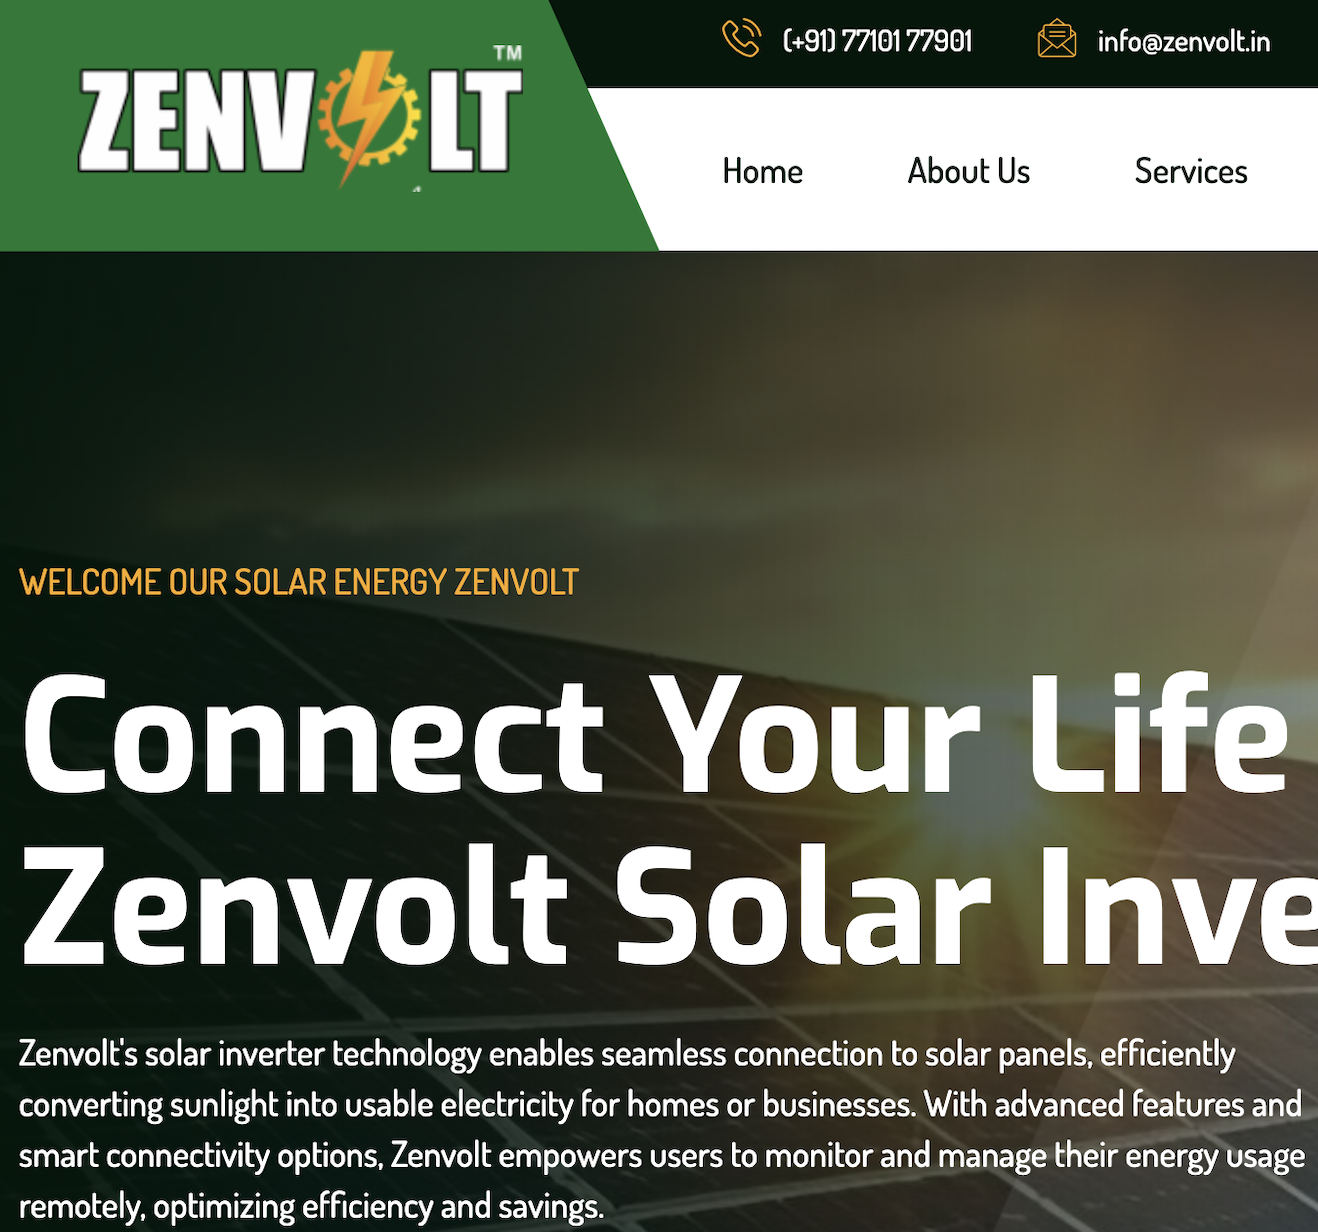 ZENVOLT TM
(+91) 77101 77901
info@zenvolt.in
Home
About Us
Services
WELCOME OUR SOLAR ENERGY ZENVOLT
Connect Your Life
Zenvolt Solar Inve
Zenvolt's solar inverter technology enables seamless connection to solar panels, efficiently
converting sunlight into usable electricity for homes or businesses. With advanced features and
smart connectivity options, Zenvolt empowers users to monitor and manage their energy usage
remotely, optimizing efficiency and savings.